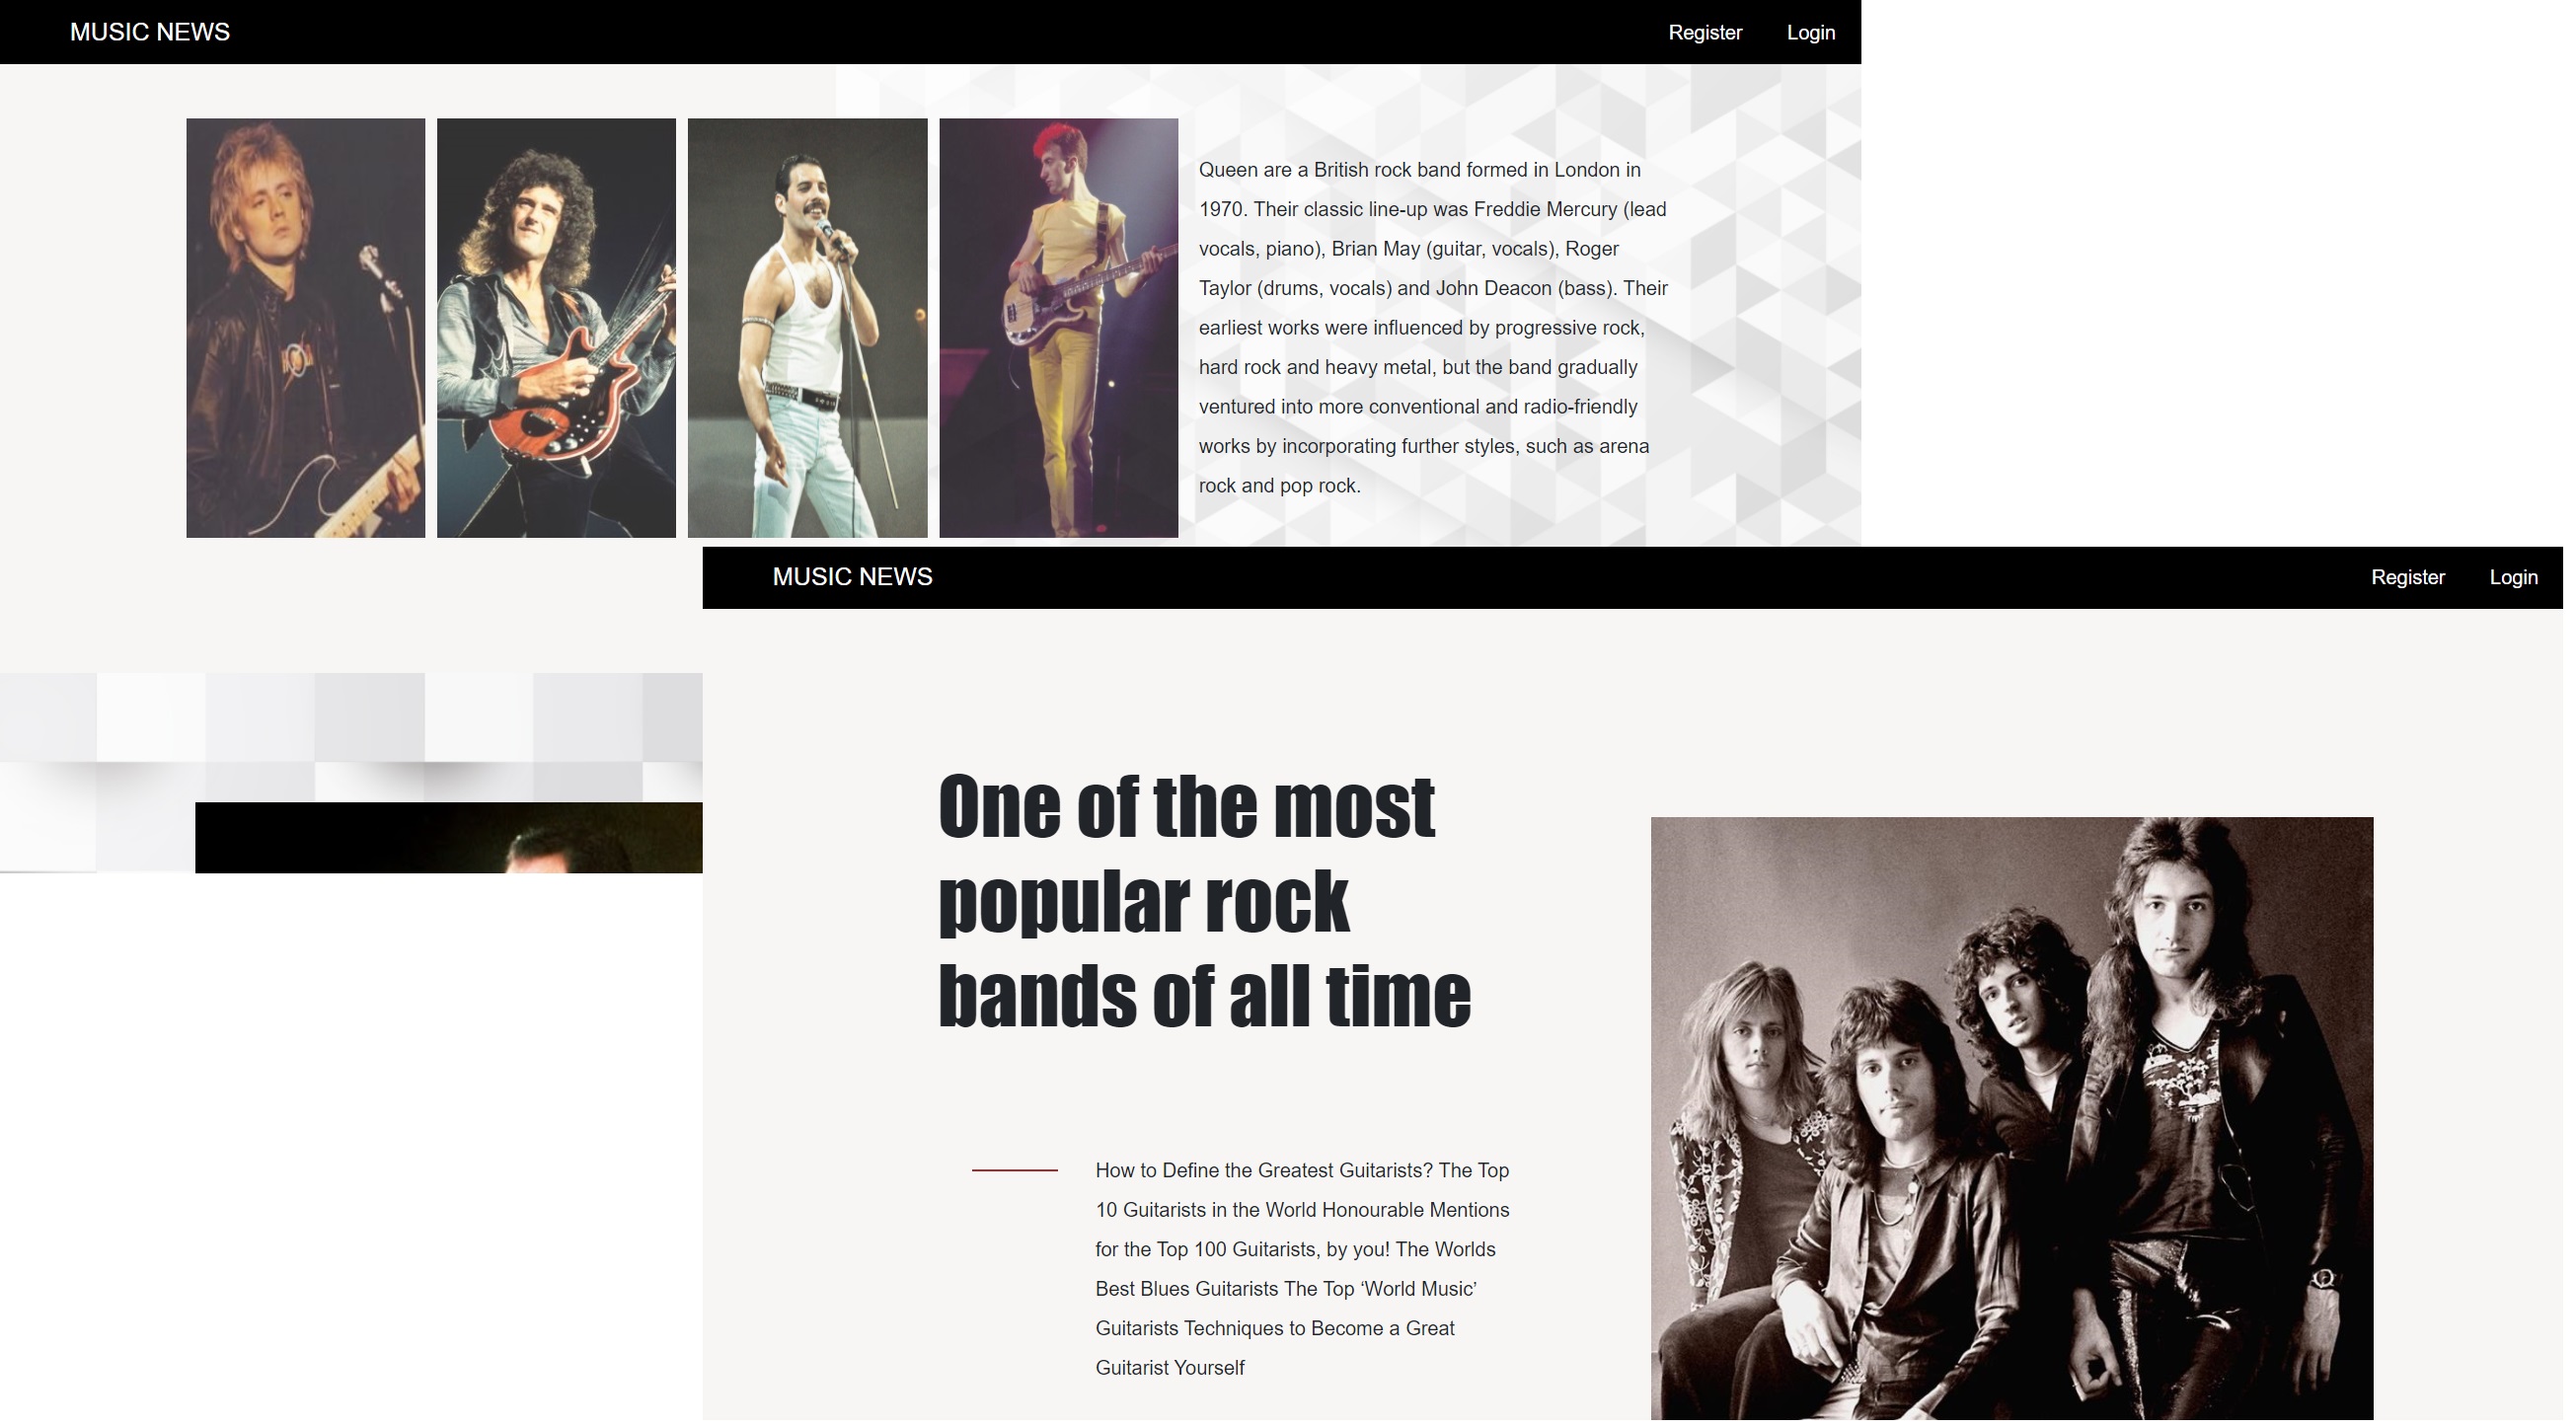 MUSIC NEWS
Register
Login
Queen are a British rock band formed in London in
1970. Their classic line-up was Freddie Mercury (lead
vocals, piano), Brian May (guitar, vocals), Roger
Taylor (drums, vocals) and John Deacon (bass). Their
earliest works were influenced by progressive rock,
hard rock and heavy metal, but the band gradually
ventured into more conventional and radio-friendly
works by incorporating further styles, such as arena
rock and pop rock.
MUSIC NEWS
Register
Login
One of the most
popular rock
bands of all time
How to Define the Greatest Guitarists? The Top
10 Guitarists in the World Honourable Mentions
for the Top 100 Guitarists, by you! The Worlds
Best Blues Guitarists The Top ‘World Music’
Guitarists Techniques to Become a Great
Guitarist Yourself